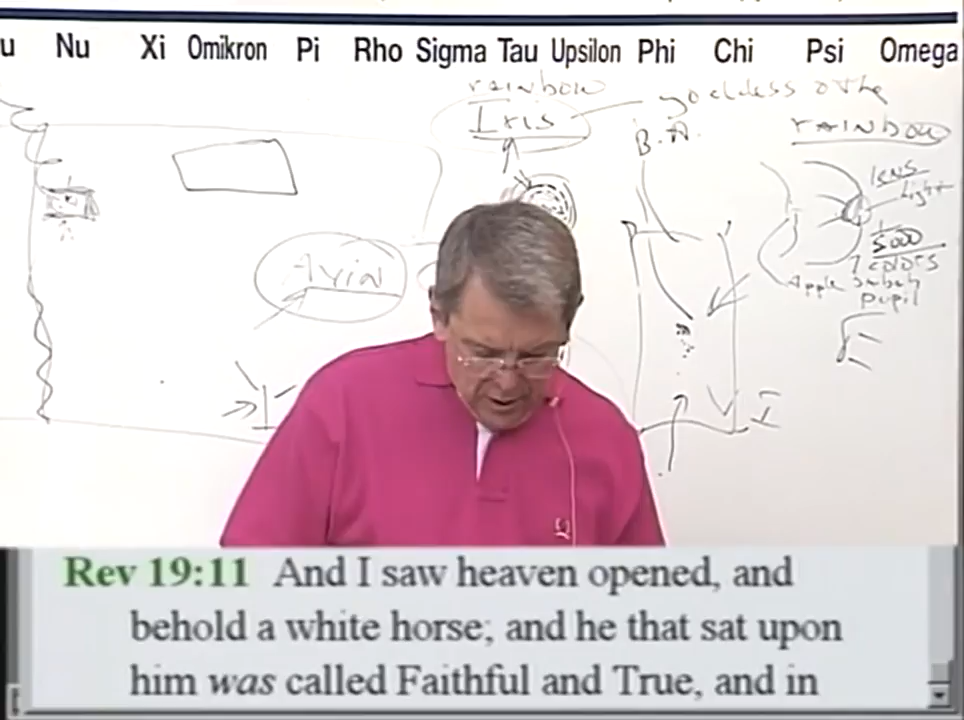 u Nu Xi Omikron Pi Rho Sigma Tau Upsilon Phi Chi Psi Omega
rainbow
Iris
goddess of the
rainbow
B.A.
lens
light
5000
7 colors
Apple
pupil
Ayin
I
E
Rev 19:11 And I saw heaven opened, and
behold a white horse; and he that sat upon
him was called Faithful and True, and in